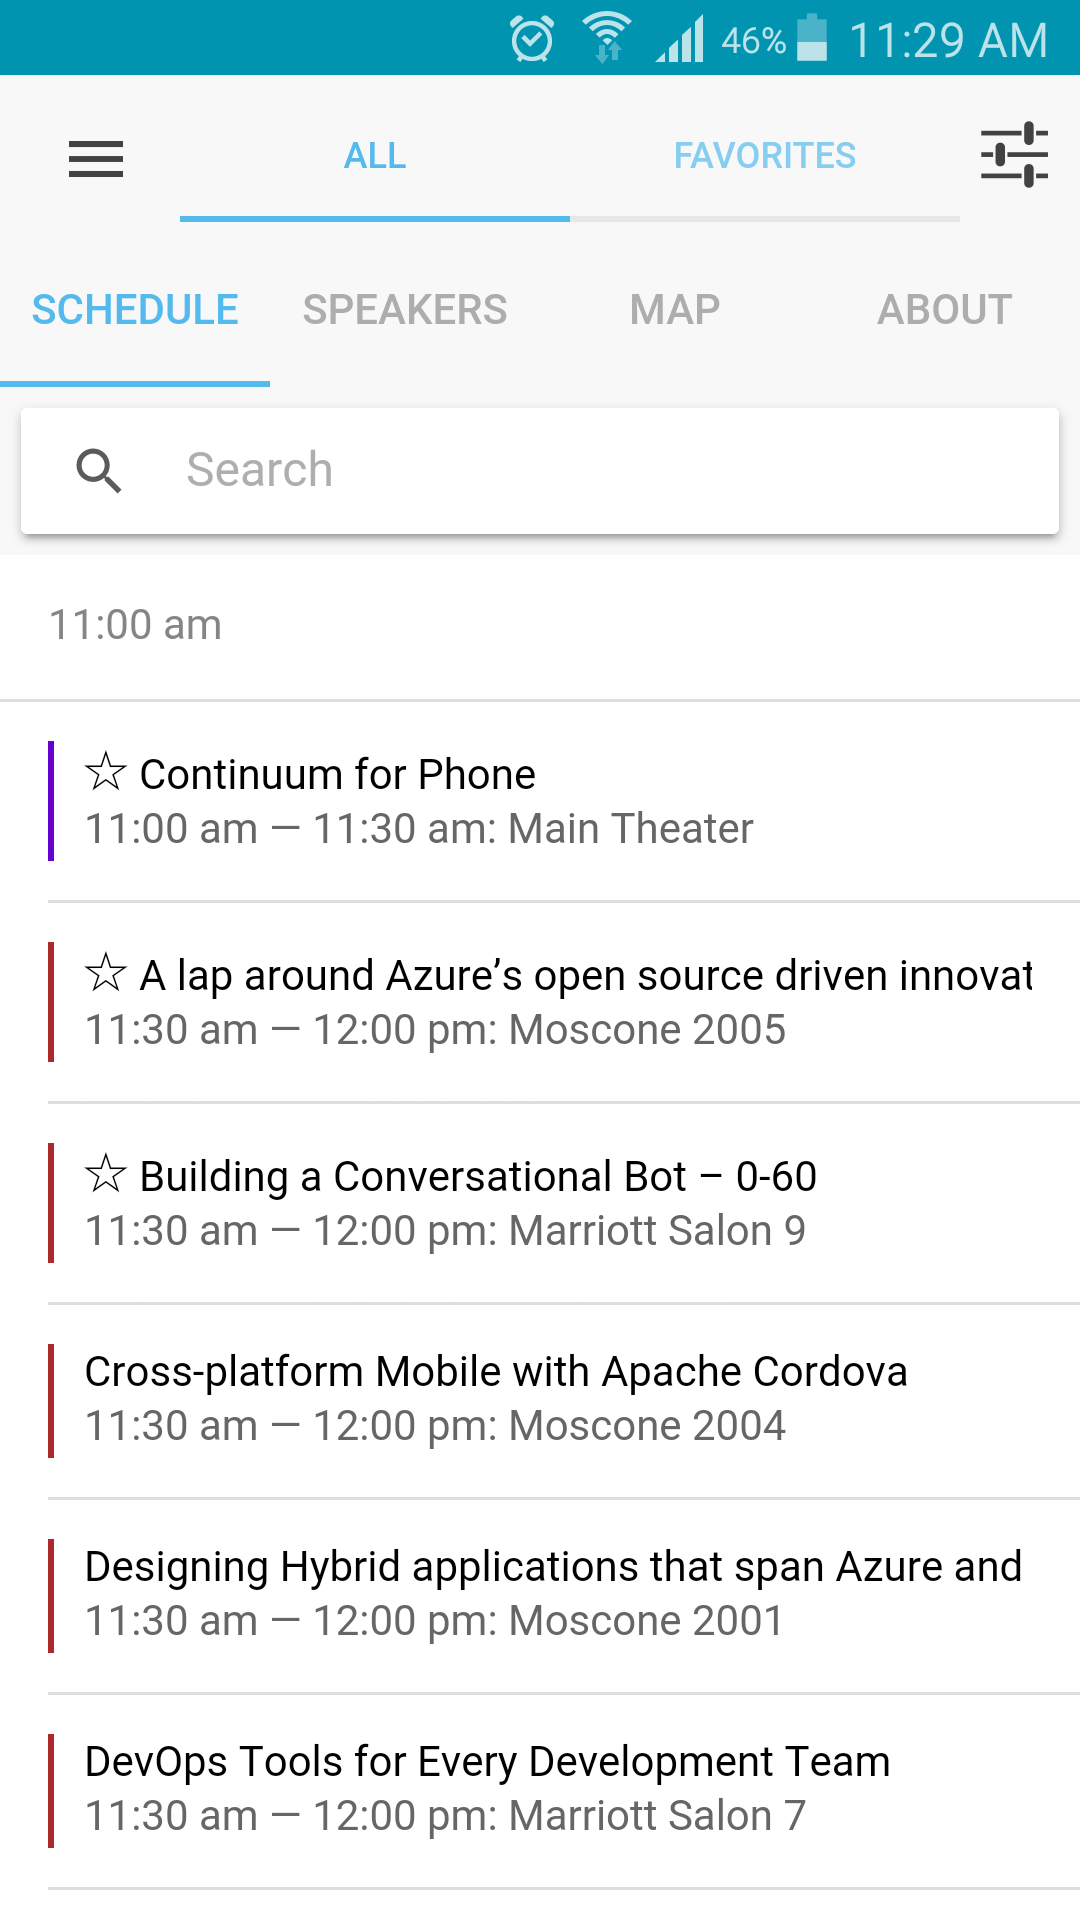 46% 11:29 AM
ALL FAVORITES
SCHEDULE SPEAKERS MAP ABOUT
Search
11:00 am
☆ Continuum for Phone
11:00 am — 11:30 am: Main Theater
☆ A lap around Azure’s open source driven innovat
11:30 am — 12:00 pm: Moscone 2005
☆ Building a Conversational Bot – 0-60
11:30 am — 12:00 pm: Marriott Salon 9
Cross-platform Mobile with Apache Cordova
11:30 am — 12:00 pm: Moscone 2004
Designing Hybrid applications that span Azure and
11:30 am — 12:00 pm: Moscone 2001
DevOps Tools for Every Development Team
11:30 am — 12:00 pm: Marriott Salon 7